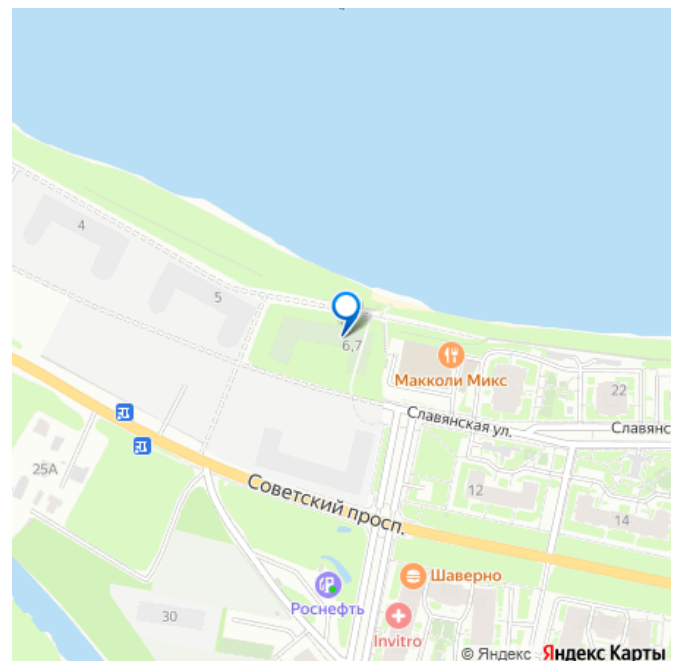 4
5
6,7
Макколи Микс
22
Славянская ул.
Славянс
25А
12
14
Советский просп.
Шаверно
Роснефть
30
Invitro
© Яндекс Яндекс Карты